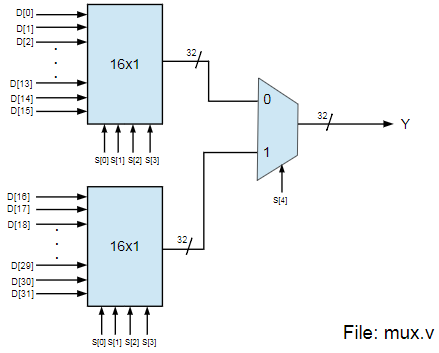 D[0]
D[1]
D[2]
.
.
.
D[13]
D[14]
D[15]
16x1
S[0] S[1] S[2] S[3]
32
0
1
32
Y
S[4]
D[16]
D[17]
D[18]
.
.
.
D[29]
D[30]
D[31]
16x1
S[0] S[1] S[2] S[3]
32
File: mux.v